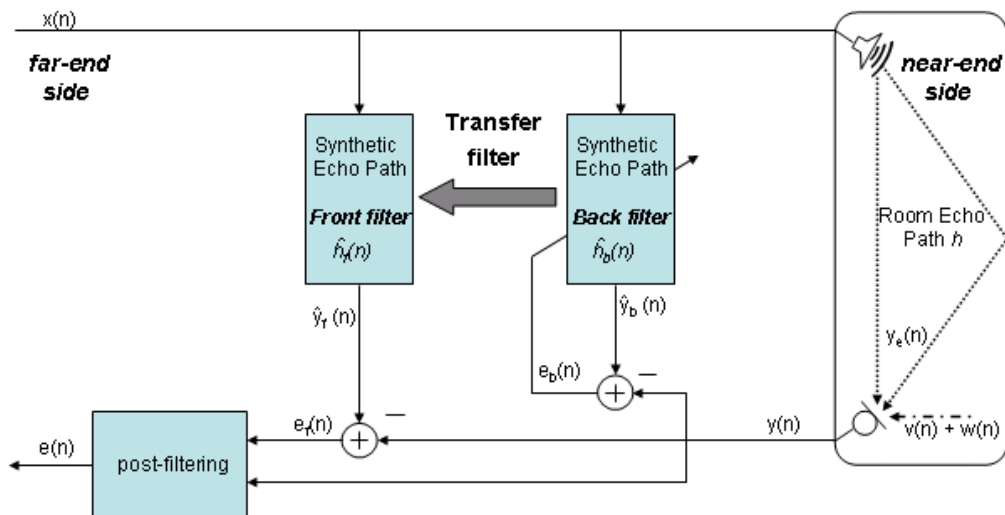 x(n)
far-end
side
near-end
side
Transfer
filter
Synthetic
Echo Path
Front filter
ĥf(n)
Synthetic
Echo Path
Back filter
ĥb(n)
Room Echo
Path h
ŷf (n)
ŷb (n)
ye(n)
eb(n)
e(n)
post-filtering
ef(n)
+
+
y(n)
v(n) + w(n)